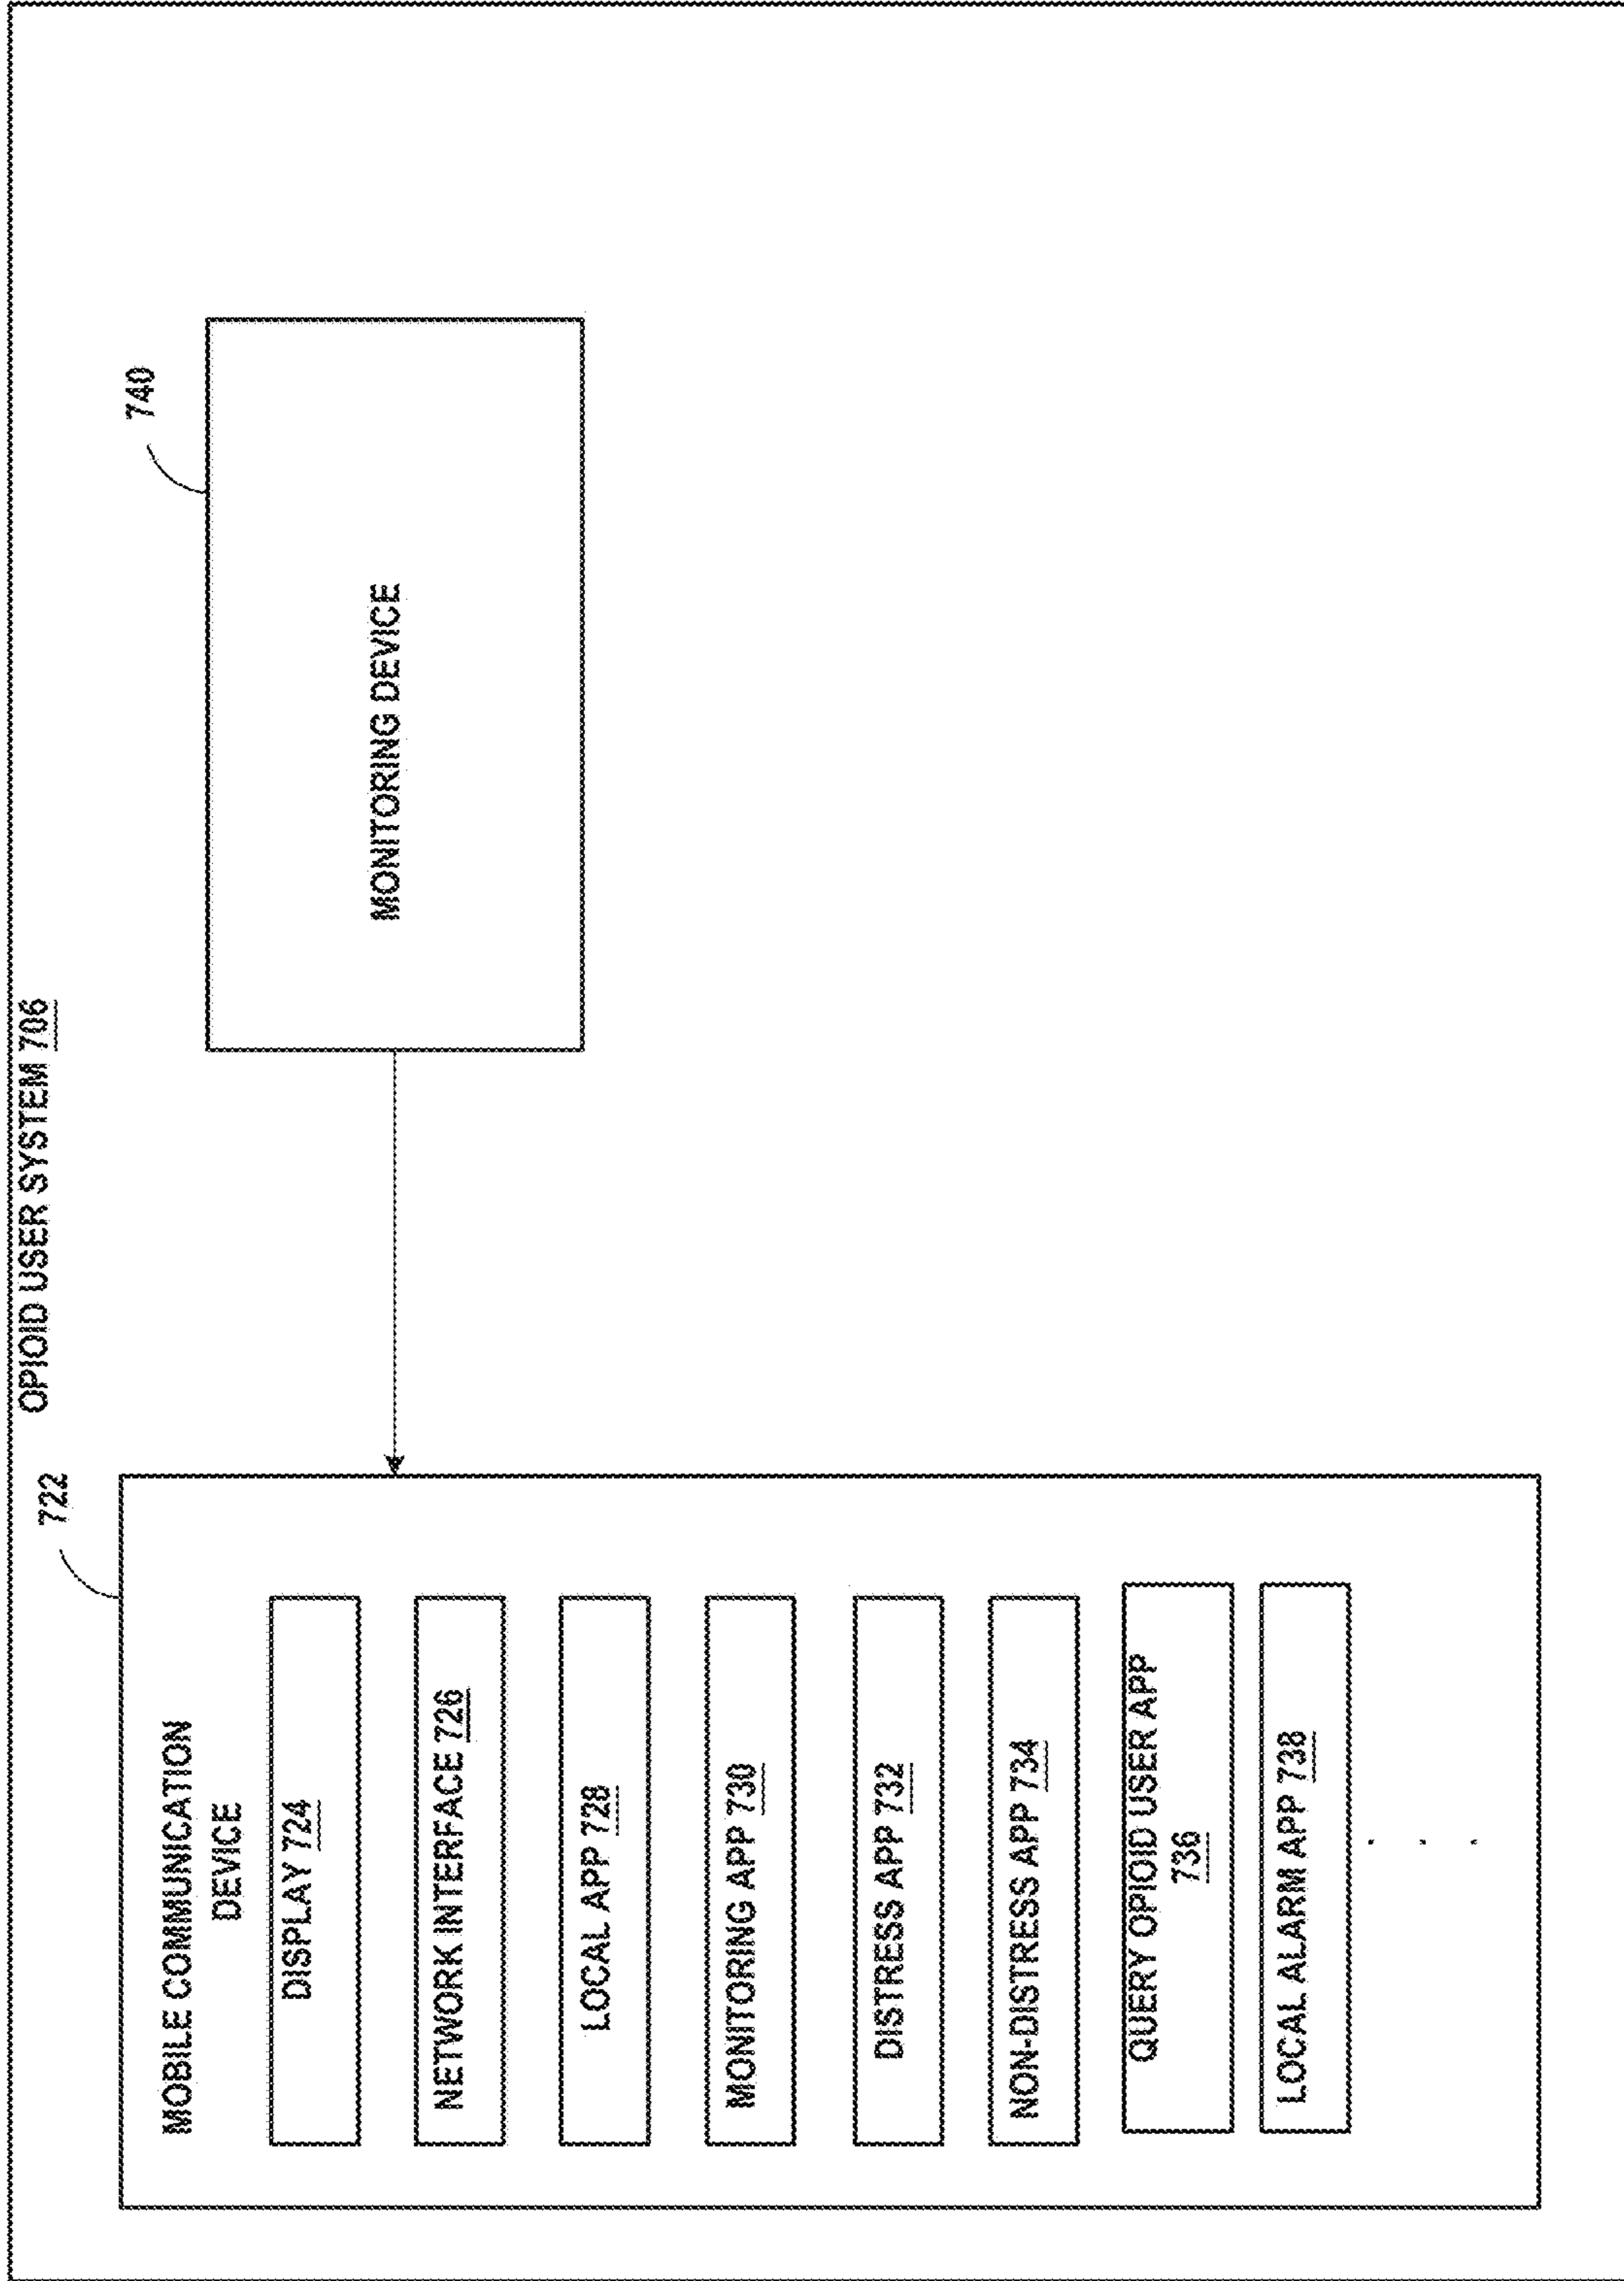 OPIOID USER SYSTEM 706
722
MOBILE COMMUNICATION
DEVICE
DISPLAY 724
NETWORK INTERFACE 726
LOCAL APP 728
MONITORING APP 730
DISTRESS APP 732
NON-DISTRESS APP 734
QUERY OPIOID USER APP
736
LOCAL ALARM APP 738
. . .
740
MONITORING DEVICE